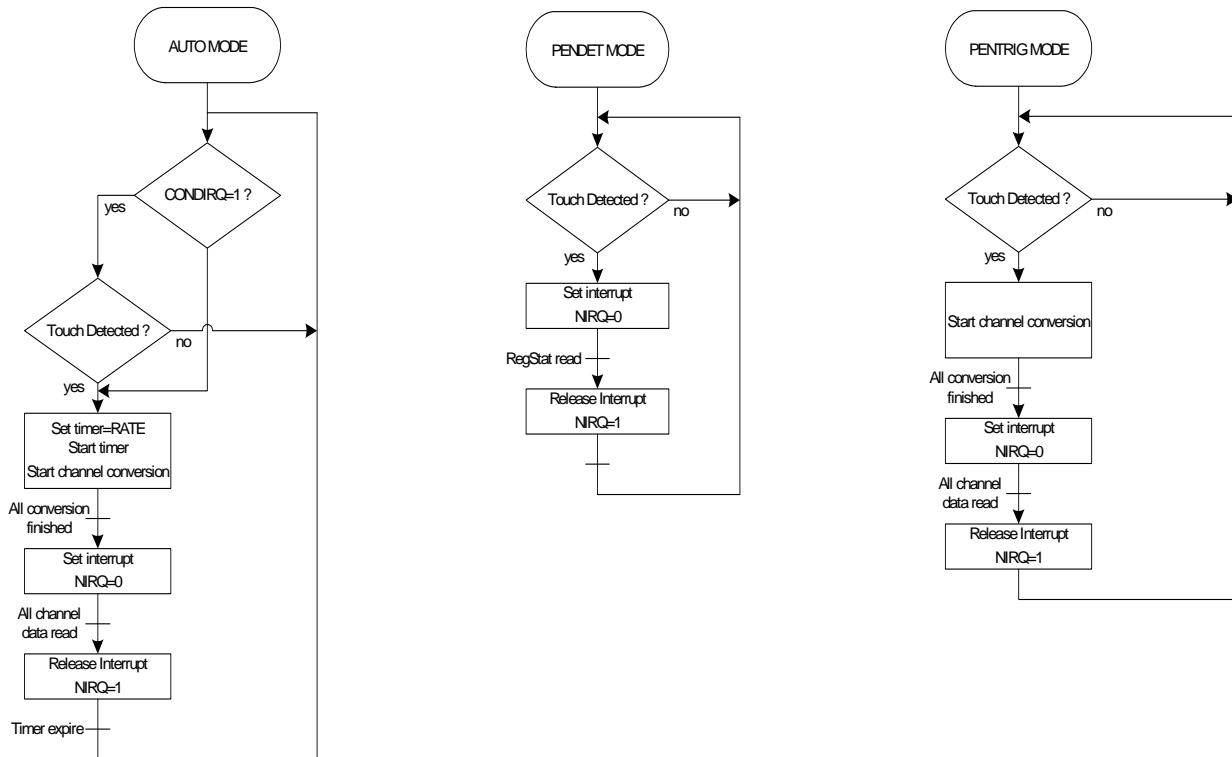 AUTO MODE
CONDIRQ=1 ?
yes
Touch Detected ?
no
yes
Set timer=RATE
Start timer
Start channel conversion
All conversion
finished
Set interrupt
NIRQ=0
All channel
data read
Release Interrupt
NIRQ=1
Timer expire
PENDET MODE
Touch Detected ?
no
yes
Set interrupt
NIRQ=0
RegStat read
Release Interrupt
NIRQ=1
PENTRIG MODE
Touch Detected ?
no
yes
Start channel conversion
All conversion
finished
Set interrupt
NIRQ=0
All channel
data read
Release Interrupt
NIRQ=1